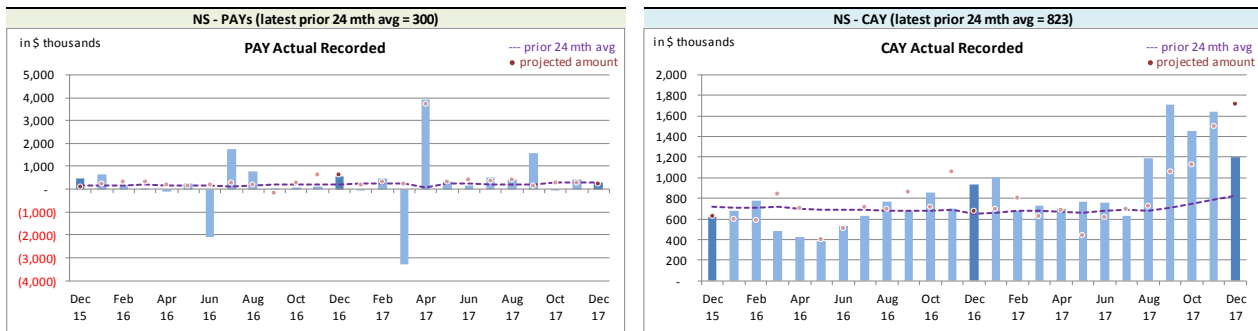 NS - PAYs (latest prior 24 mth avg = 300)
in $ thousands
PAY Actual Recorded
--- prior 24 mth avg
• projected amount
5,000
4,000
3,000
2,000
1,000
-
(1,000)
(2,000)
(3,000)
(4,000)
Dec Feb Apr Jun Aug Oct Dec Feb Apr Jun Aug Oct Dec
15 16 16 16 16 16 16 17 17 17 17 17 17
NS - CAY (latest prior 24 mth avg = 823)
in $ thousands
CAY Actual Recorded
--- prior 24 mth avg
• projected amount
2,000
1,800
1,600
1,400
1,200
1,000
800
600
400
200
-
Dec Feb Apr Jun Aug Oct Dec Feb Apr Jun Aug Oct Dec
15 16 16 16 16 16 16 17 17 17 17 17 17